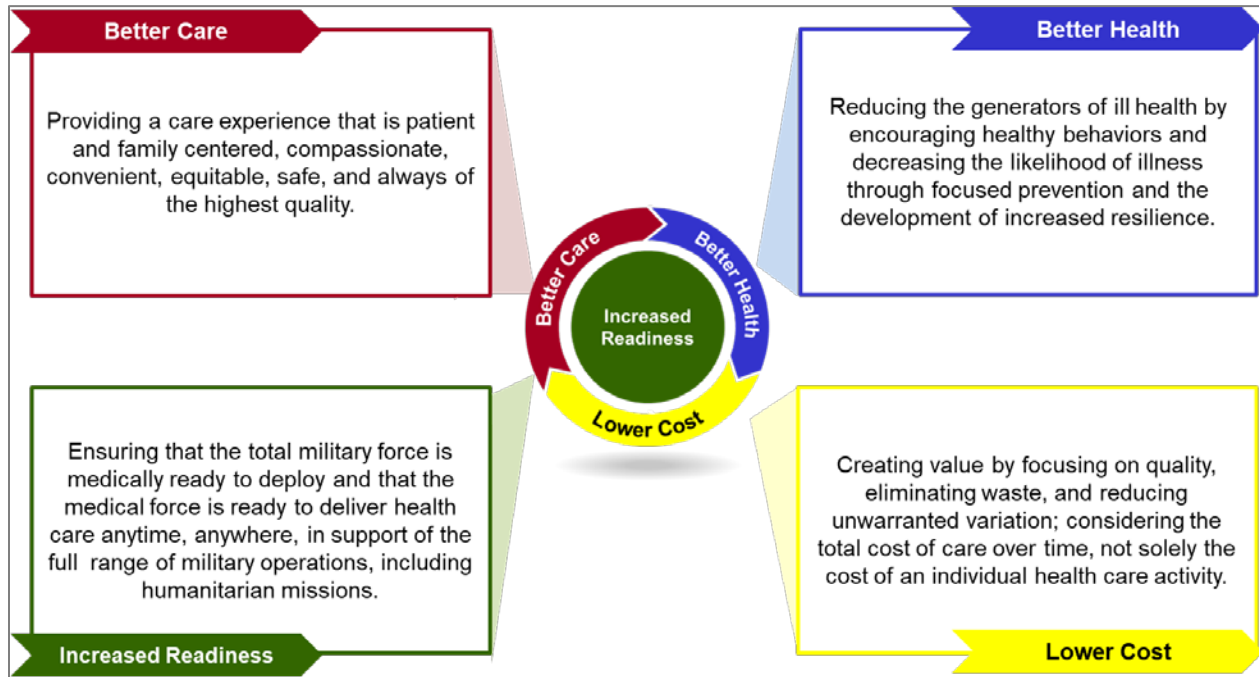 Better Care
Providing a care experience that is patient
and family centered, compassionate,
convenient, equitable, safe, and always of
the highest quality.
Better Health
Reducing the generators of ill health by
encouraging healthy behaviors and
decreasing the likelihood of illness
through focused prevention and the
development of increased resilience.
Better Care
Better Health
Increased
Readiness
Lower Cost
Ensuring that the total military force is
medically ready to deploy and that the
medical force is ready to deliver health
care anytime, anywhere, in support of the
full range of military operations, including
humanitarian missions.
Increased Readiness
Creating value by focusing on quality,
eliminating waste, and reducing
unwarranted variation; considering the
total cost of care over time, not solely the
cost of an individual health care activity.
Lower Cost